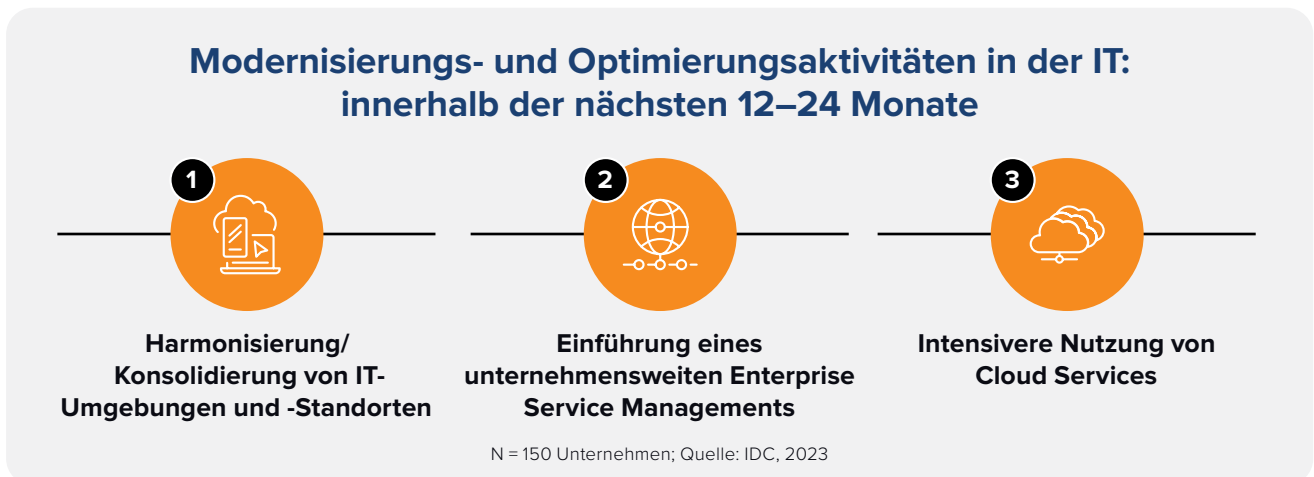 Modernisierungs- und Optimierungsaktivitäten in der IT:
innerhalb der nächsten 12–24 Monate
1
2
3
Harmonisierung/
Konsolidierung von IT-
Umgebungen und -Standorten
Einführung eines
unternehmensweiten Enterprise
Service Managements
Intensivere Nutzung von
Cloud Services
N = 150 Unternehmen; Quelle: IDC, 2023